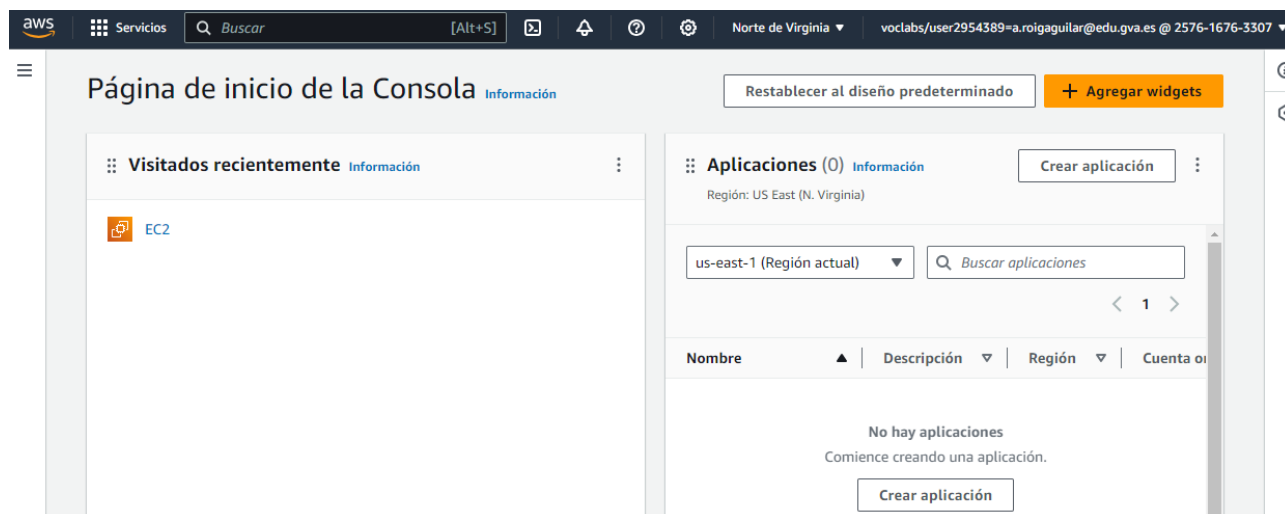 aws
Servicios
Buscar [Alt+S]
Norte de Virginia
voclabs/user2954389=a.roigaguilar@edu.gva.es @ 2576-1676-3307
Página de inicio de la Consola Información
Restablecer al diseño predeterminado
Agregar widgets
Visitados recientemente Información
EC2
Aplicaciones (0) Información
Región: US East (N. Virginia)
Crear aplicación
us-east-1 (Región actual)
Buscar aplicaciones
1
Nombre Descripción Región Cuenta
No hay aplicaciones
Comience creando una aplicación.
Crear aplicación